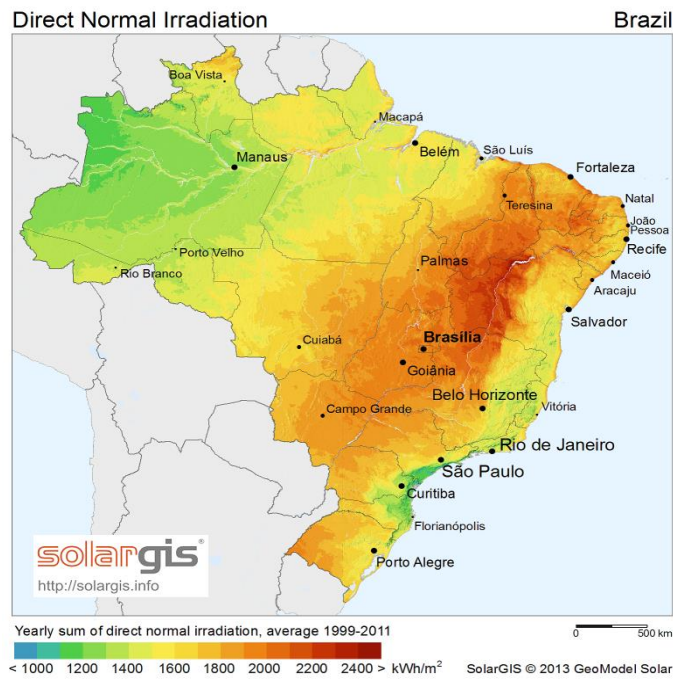 Direct Normal Irradiation Brazil
Boa Vista
Macapá
Belém
São Luís
Manaus
Fortaleza
Teresina
Natal
João
Pessoa
Recife
Porto Velho
Palmas
Rio Branco
Maceió
Aracaju
Salvador
Cuiabá
Brasília
Goiânia
Belo Horizonte
Campo Grande
Vitória
Rio de Janeiro
São Paulo
Curitiba
Florianópolis
solargis®
http://solargis.info
Porto Alegre
Yearly sum of direct normal irradiation, average 1999-2011
0 500 km
< 1000 1200 1400 1600 1800 2000 2200 2400 > kWh/m²
SolarGIS © 2013 GeoModel Solar